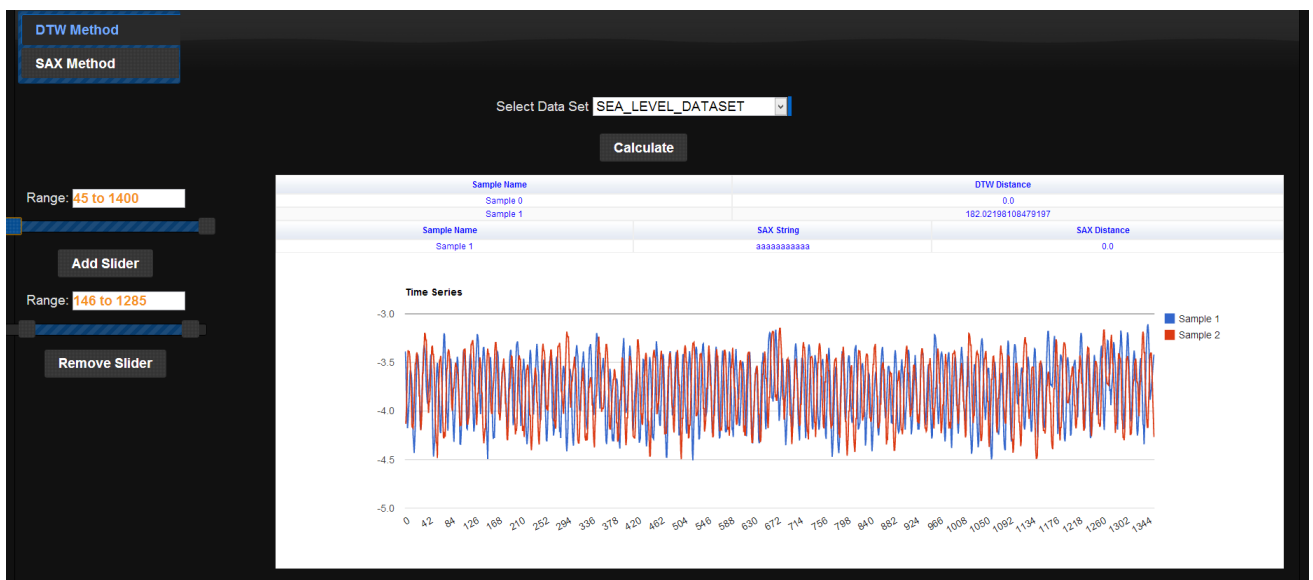 DTW Method
SAX Method
Select Data Set SEA_LEVEL_DATASET
Calculate
Range: 45 to 1400
Add Slider
Range: 146 to 1285
Remove Slider
Sample Name DTW Distance
Sample 0 0.0
Sample 1 182.02198108479197
Sample Name SAX String SAX Distance
Sample 1 aaaaaaaaaaa 0.0
Time Series
-3.0
-3.5
-4.0
-4.5
-5.0
0 42 84 126 168 210 252 294 336 378 420 462 504 546 588 630 672 714 756 798 840 882 924 966 1008 1050 1092 1134 1176 1218 1260 1302 1344
Sample 1
Sample 2